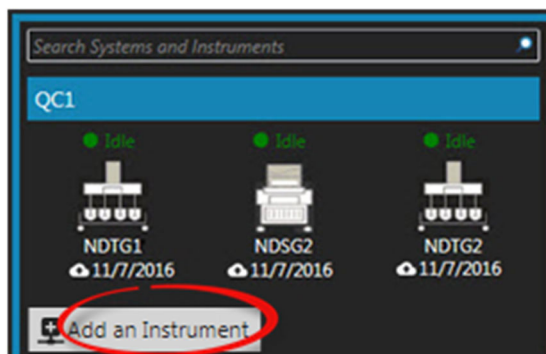 Search Systems and Instruments
QC1
Idle Idle Idle
NDTG1 NDSG2 NDTG2
11/7/2016 11/7/2016 11/7/2016
Add an Instrument